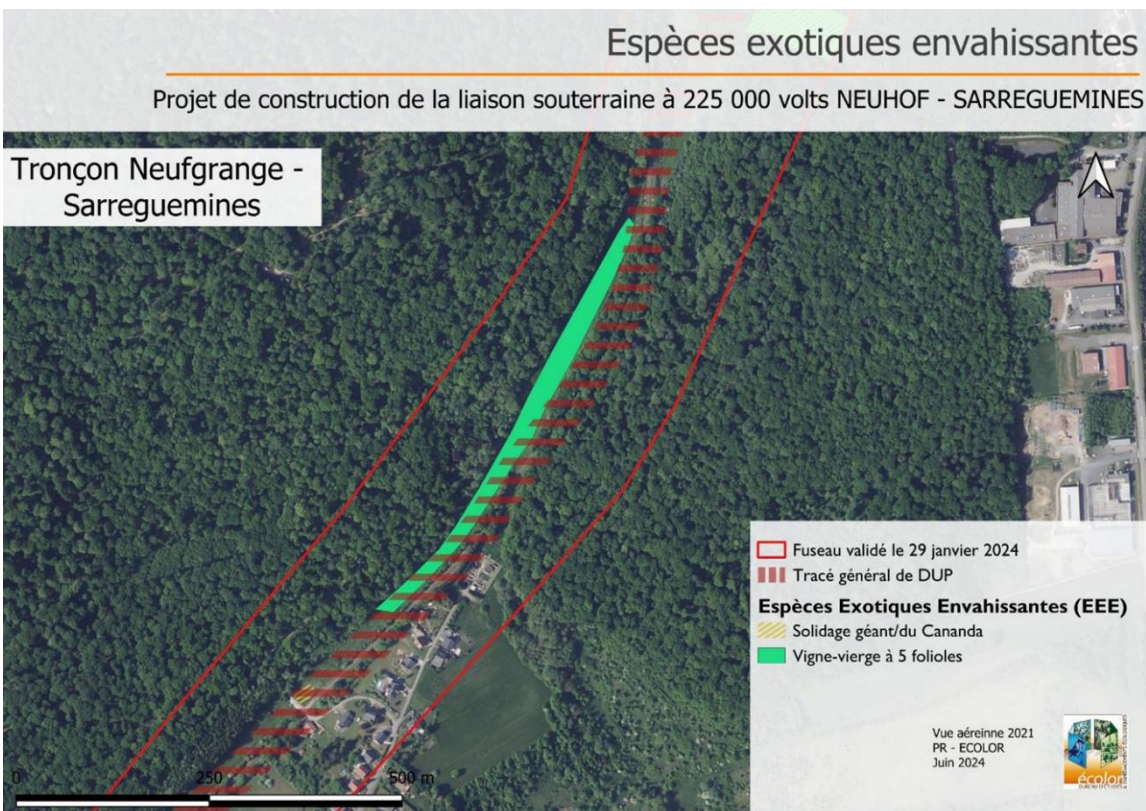 Espèces exotiques envahissantes
Projet de construction de la liaison souterraine à 225 000 volts NEUHOF - SARREGUEMINES
Tronçon Neufgrange -
Sarreguemines
Fuseau validé le 29 janvier 2024
Tracé général de DUP
Espèces Exotiques Envahissantes (EEE)
Solidage géant/du Cananda
Vigne-vierge à 5 folioles
Vue aéreinne 2021
PR - ECOLOR
Juin 2024
écolor
BUREAU D'ÉTUDES
0 250 500 m